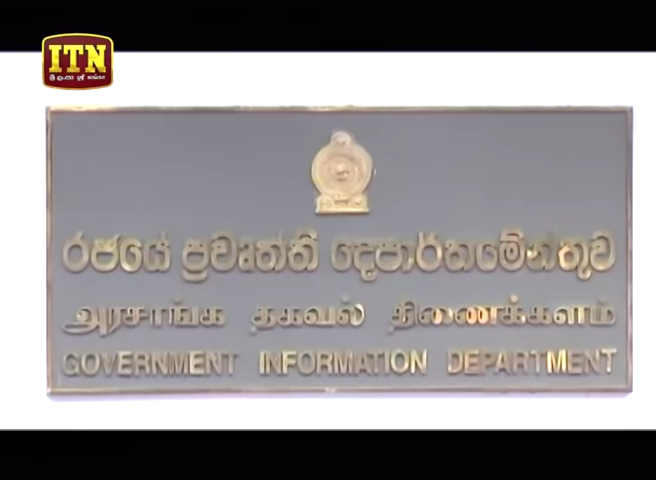 ITN
රජයේ ප්‍රවෘත්ති දෙපාර්තමේන්තුව
அரசாங்க தகவல் திணைக்களம்
GOVERNMENT INFORMATION DEPARTMENT